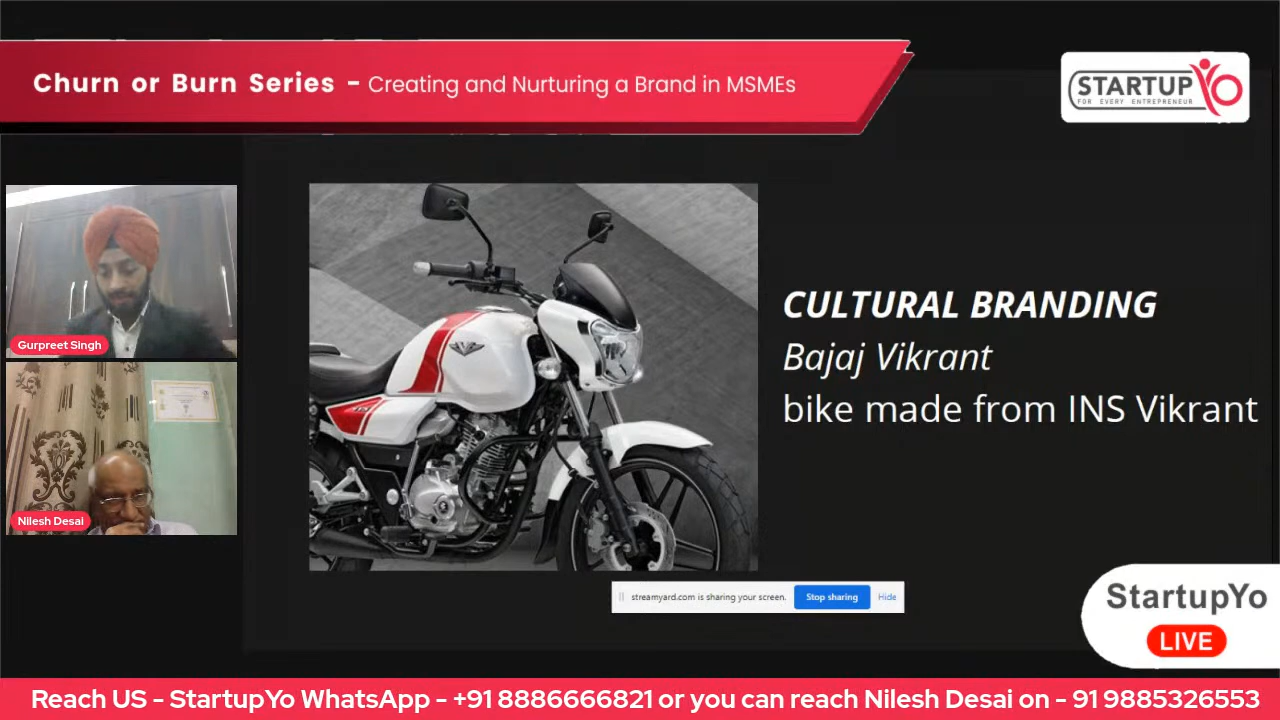 Churn or Burn Series - Creating and Nurturing a Brand in MSMEs
STARTUP YO
FOR EVERY ENTREPRENEUR
Gurpreet Singh
Nilesh Desai
CULTURAL BRANDING
Bajaj Vikrant
bike made from INS Vikrant
streamyard.com is sharing your screen. Stop sharing Hide
StartupYo
LIVE
Reach US - StartupYo WhatsApp - +91 8886666821 or you can reach Nilesh Desai on - 91 9885326553